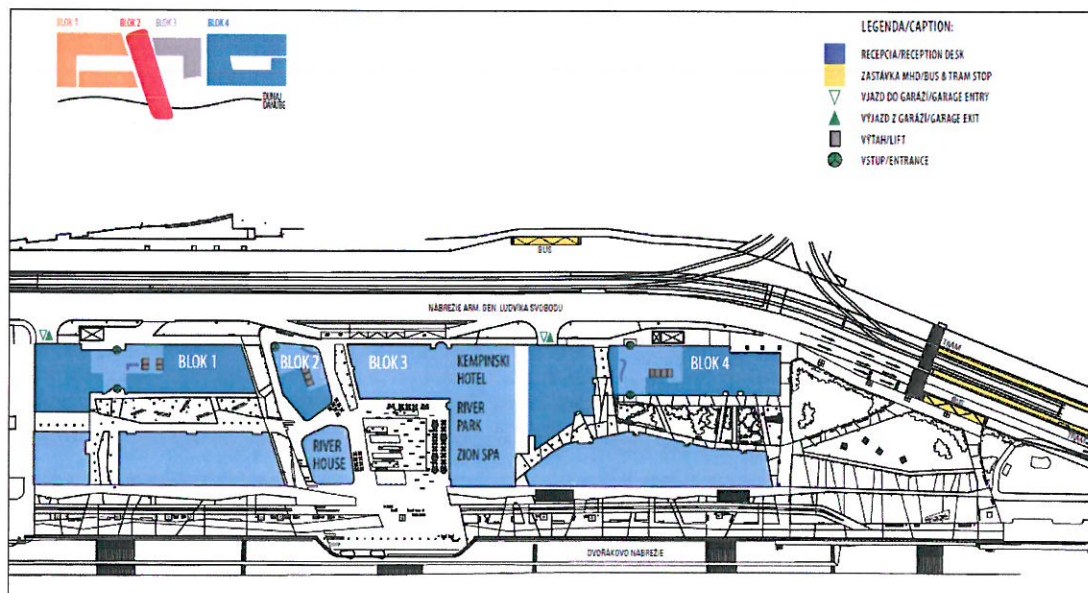 BLOK 1
BLOK 2
BLOK 3
BLOK 4
DUNAJ
DANUBE
LEGENDA/CAPTION:
RECEPCIA/RECEPTION DESK
ZASTÁVKA MHD/BUS & TRAM STOP
VJAZD DO GARÁŽÍ/GARAGE ENTRY
VÝJAZD Z GARÁŽÍ/GARAGE EXIT
VÝŤAH/LIFT
VSTUP/ENTRANCE
BUS
NÁBREŽIE ARM. GEN. LUDVÍKA SVOBODU
TRAM
BLOK 1
BLOK 2
BLOK 3
KEMPINSKI
HOTEL
RIVER
PARK
ZION SPA
BLOK 4
BUS
RIVER
HOUSE
DVOŘÁKOVO NÁBREŽIE